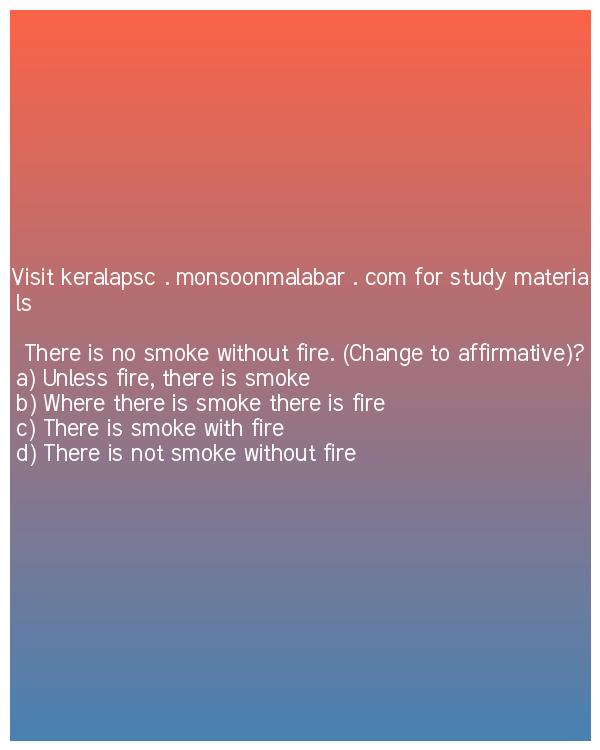 Visit keralapsc . monsoonmalabar . com for study materia
ls
There is no smoke without fire. (Change to affirmative)?
a) Unless fire, there is smoke
b) Where there is smoke there is fire
c) There is smoke with fire
d) There is not smoke without fire